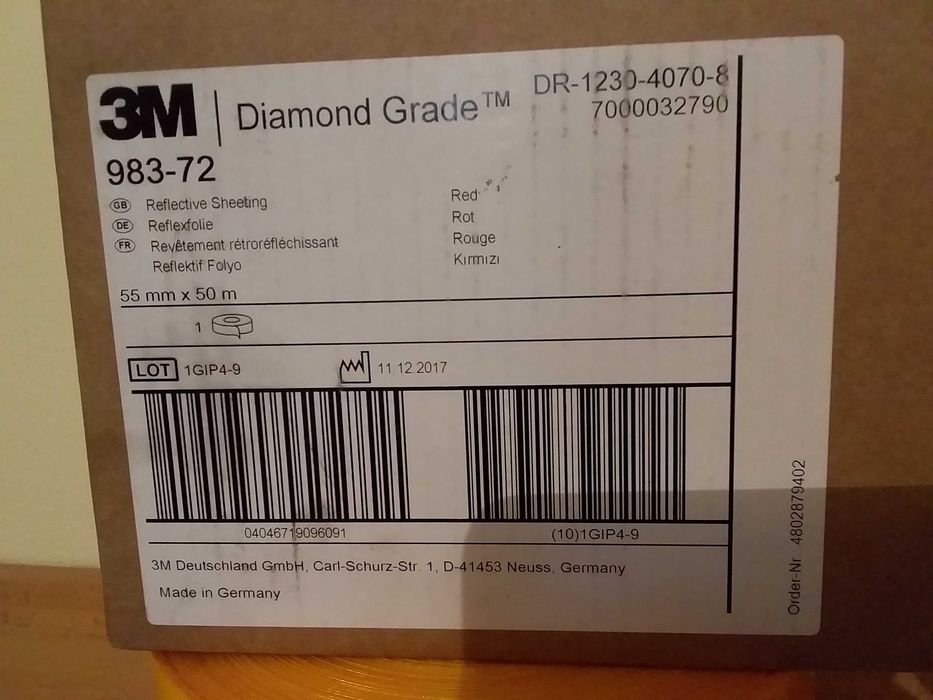 3M | Diamond Grade™
DR-1230-4070-8
7000032790
983-72
GB Reflective Sheeting Red
DE Reflexfolie Rot
FR Revêtement rétroréfléchissant Rouge
Reflektif Folyo Kırmızı
55 mm x 50 m
1
LOT 1GIP4-9 11.12.2017
04046719096091 (10)1GIP4-9
3M Deutschland GmbH, Carl-Schurz-Str. 1, D-41453 Neuss, Germany
Made in Germany
Order-Nr. 4802879402